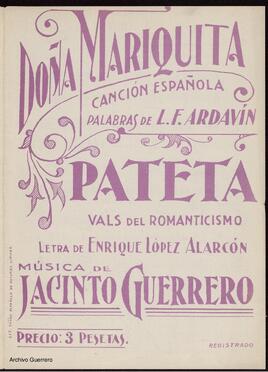 DOÑA MARIQUITA
CANCIÓN ESPAÑOLA
PALABRAS DE L.F. ARDAVÍN
PATETA
VALS DEL ROMANTICISMO
LETRA DE ENRIQUE LÓPEZ ALARCÓN
MÚSICA DE
JACINTO GUERRERO
PRECIO: 3 PESETAS.
REGISTRADO
Archivo Guerrero